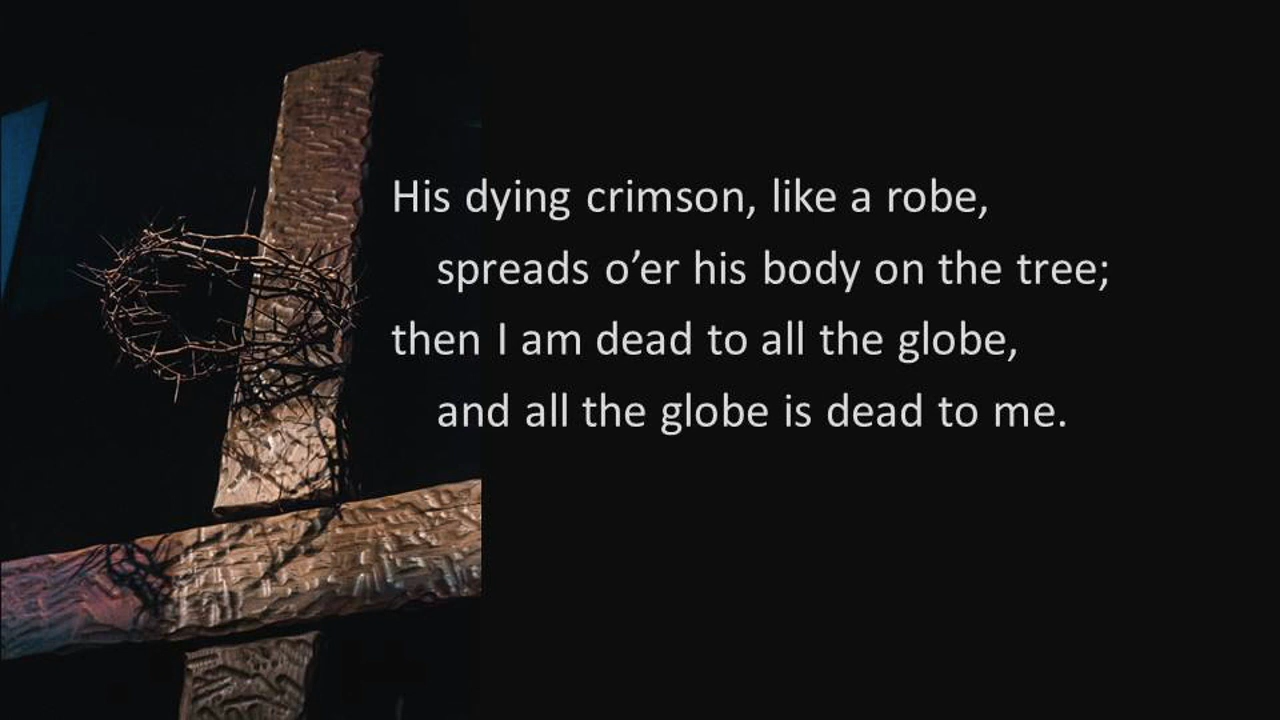 His dying crimson, like a robe,
spreads o’er his body on the tree;
then I am dead to all the globe,
and all the globe is dead to me.